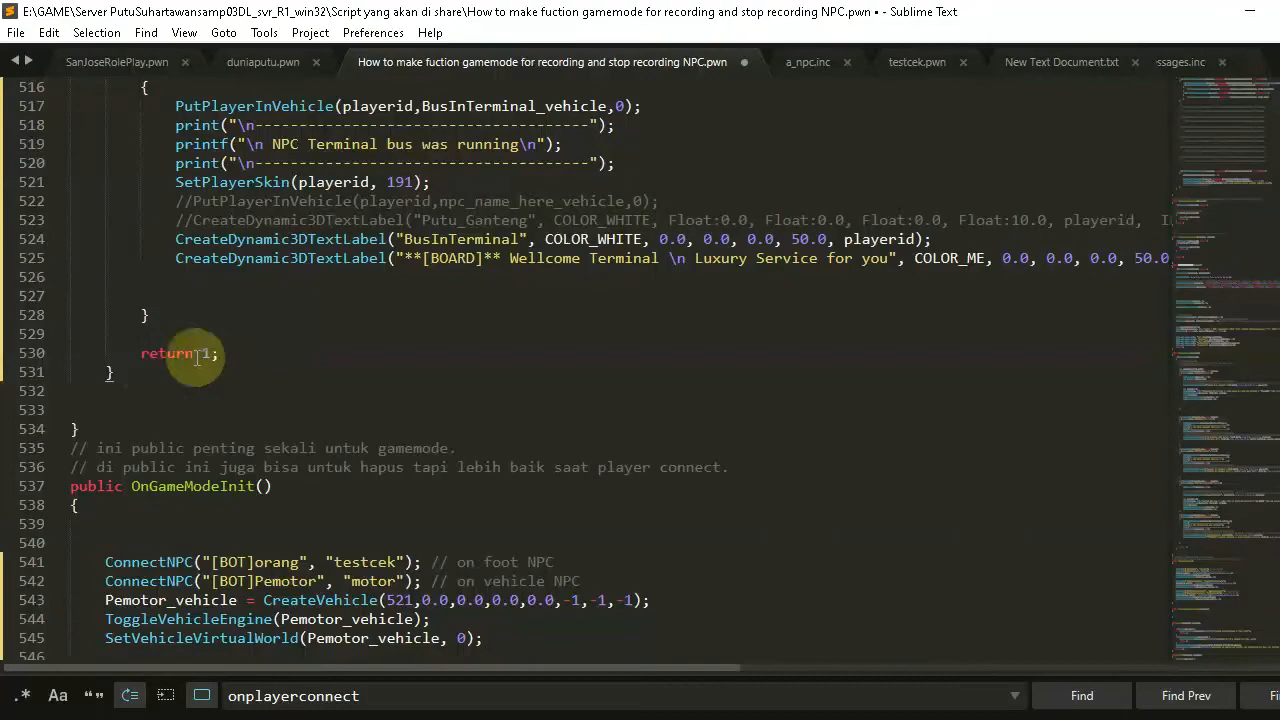 E:\GAME\Server PutuSuhartawansamp03DL_svr_R1_win32\Script yang akan di share\How to make fuction gamemode for recording and stop recording NPC.pwn • - Sublime Text
File Edit Selection Find View Goto Tools Project Preferences Help
SanJoseRolePlay.pwn × duniaputu.pwn × How to make fuction gamemode for recording and stop recording NPC.pwn a_npc.inc × testcek.pwn × New Text Document.txt × ssages.inc ×
516 {
517 PutPlayerInVehicle(playerid,BusInTerminal_vehicle,0);
518 print("\n--------------------------------------");
519 printf("\n NPC Terminal bus was running\n");
520 print("\n--------------------------------------");
521 SetPlayerSkin(playerid, 191);
522 //PutPlayerInVehicle(playerid,npc_name_here_vehicle,0);
523 //CreateDynamic3DTextLabel("Putu_Ganteng", COLOR_WHITE, Float:0.0, Float:0.0, Float:0.0, Float:10.0, playerid,
524 CreateDynamic3DTextLabel("BusInTerminal", COLOR_WHITE, 0.0, 0.0, 0.0, 50.0, playerid);
525 CreateDynamic3DTextLabel("**[BOARD]** Wellcome Terminal \n Luxury Service for you", COLOR_ME, 0.0, 0.0, 0.0, 50.0
526
527
528 }
529
530 return 1;
531 }
532
533
534 }
535 // ini public penting sekali untuk gamemode.
536 // di public ini juga bisa untuk hapus tapi lebih baik saat player connect.
537 public OnGameModeInit()
538 {
539
540
541 ConnectNPC("[BOT]orang", "testcek"); // on foot NPC
542 ConnectNPC("[BOT]Pemotor", "motor"); // on vehicle NPC
543 Pemotor_vehicle = CreateVehicle(521,0.0,0.0,0.0,0.0,-1,-1,-1);
544 ToggleVehicleEngine(Pemotor_vehicle);
545 SetVehicleVirtualWorld(Pemotor_vehicle, 0);
546
.* Aa “” onplayerconnect Find Find Prev Fi